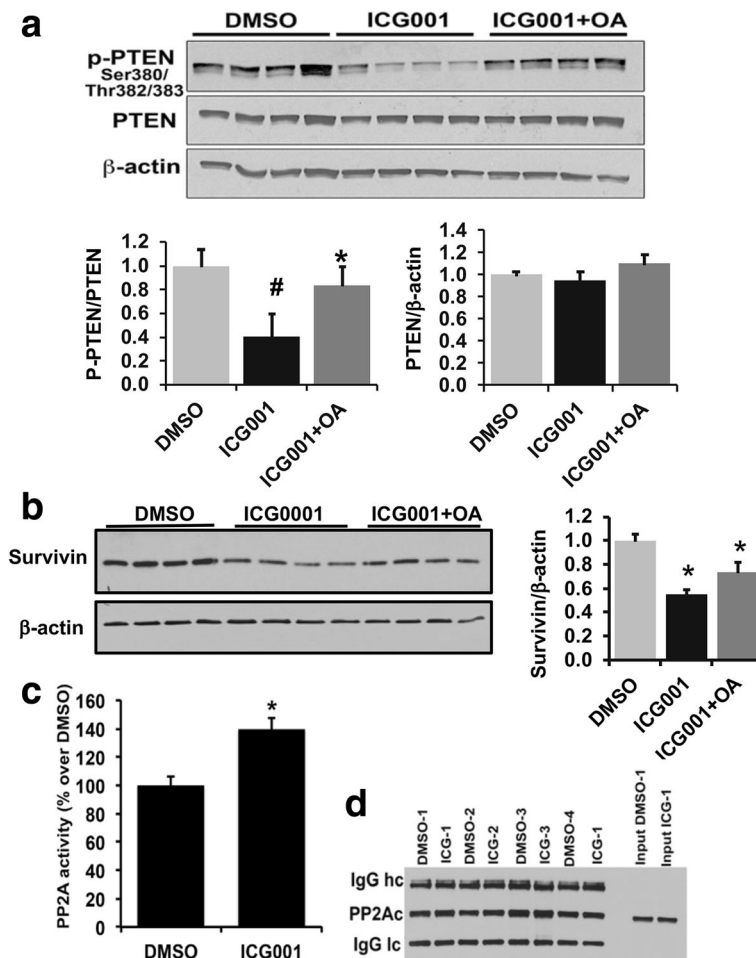 a
DMSO ICG001 ICG001+OA
p-PTEN
Ser380/
Thr382/383
PTEN
β-actin
P-PTEN/PTEN
1.2
1.0
0.8
0.6
0.4
0.2
0.0
#
*
DMSO
ICG001
ICG001+OA
PTEN/β-actin
1.4
1.2
1.0
0.8
0.6
0.4
0.2
0.0
DMSO
ICG001
ICG001+OA
b
DMSO ICG0001 ICG001+OA
Survivin
β-actin
Survivin/β-actin
1.2
1.0
0.8
0.6
0.4
0.2
0.0
*
*
DMSO
ICG001
ICG001+OA
c
PP2A activity (% over DMSO)
160
140
120
100
80
60
40
20
0
*
DMSO ICG001
d
DMSO-1
ICG-1
DMSO-2
ICG-2
DMSO-3
ICG-3
DMSO-4
ICG-1
Input DMSO-1
Input ICG-1
IgG hc
PP2Ac
IgG lc